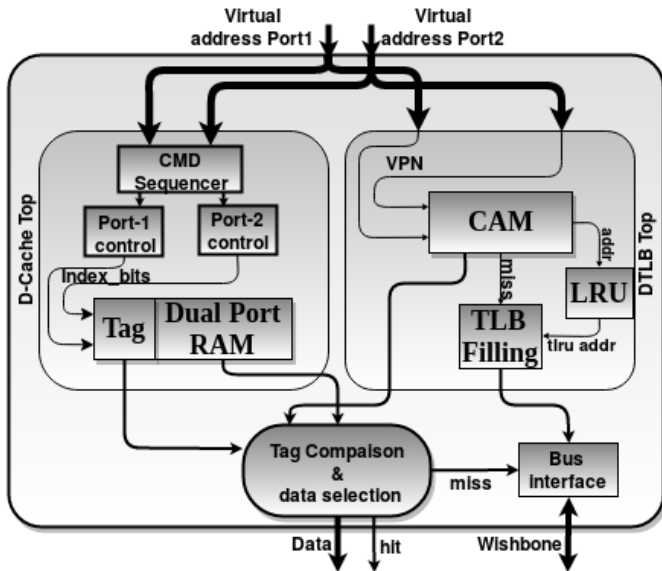 Virtual
address Port1
Virtual
address Port2
D-Cache Top
CMD
Sequencer
Port-1
control
Port-2
control
Index_bits
Tag
Dual Port
RAM
VPN
CAM
addr
miss
LRU
TLB
Filling
tlru addr
DTLB Top
Tag Compaison
&
data selection
miss
Bus
interface
Data
hit
Wishbone